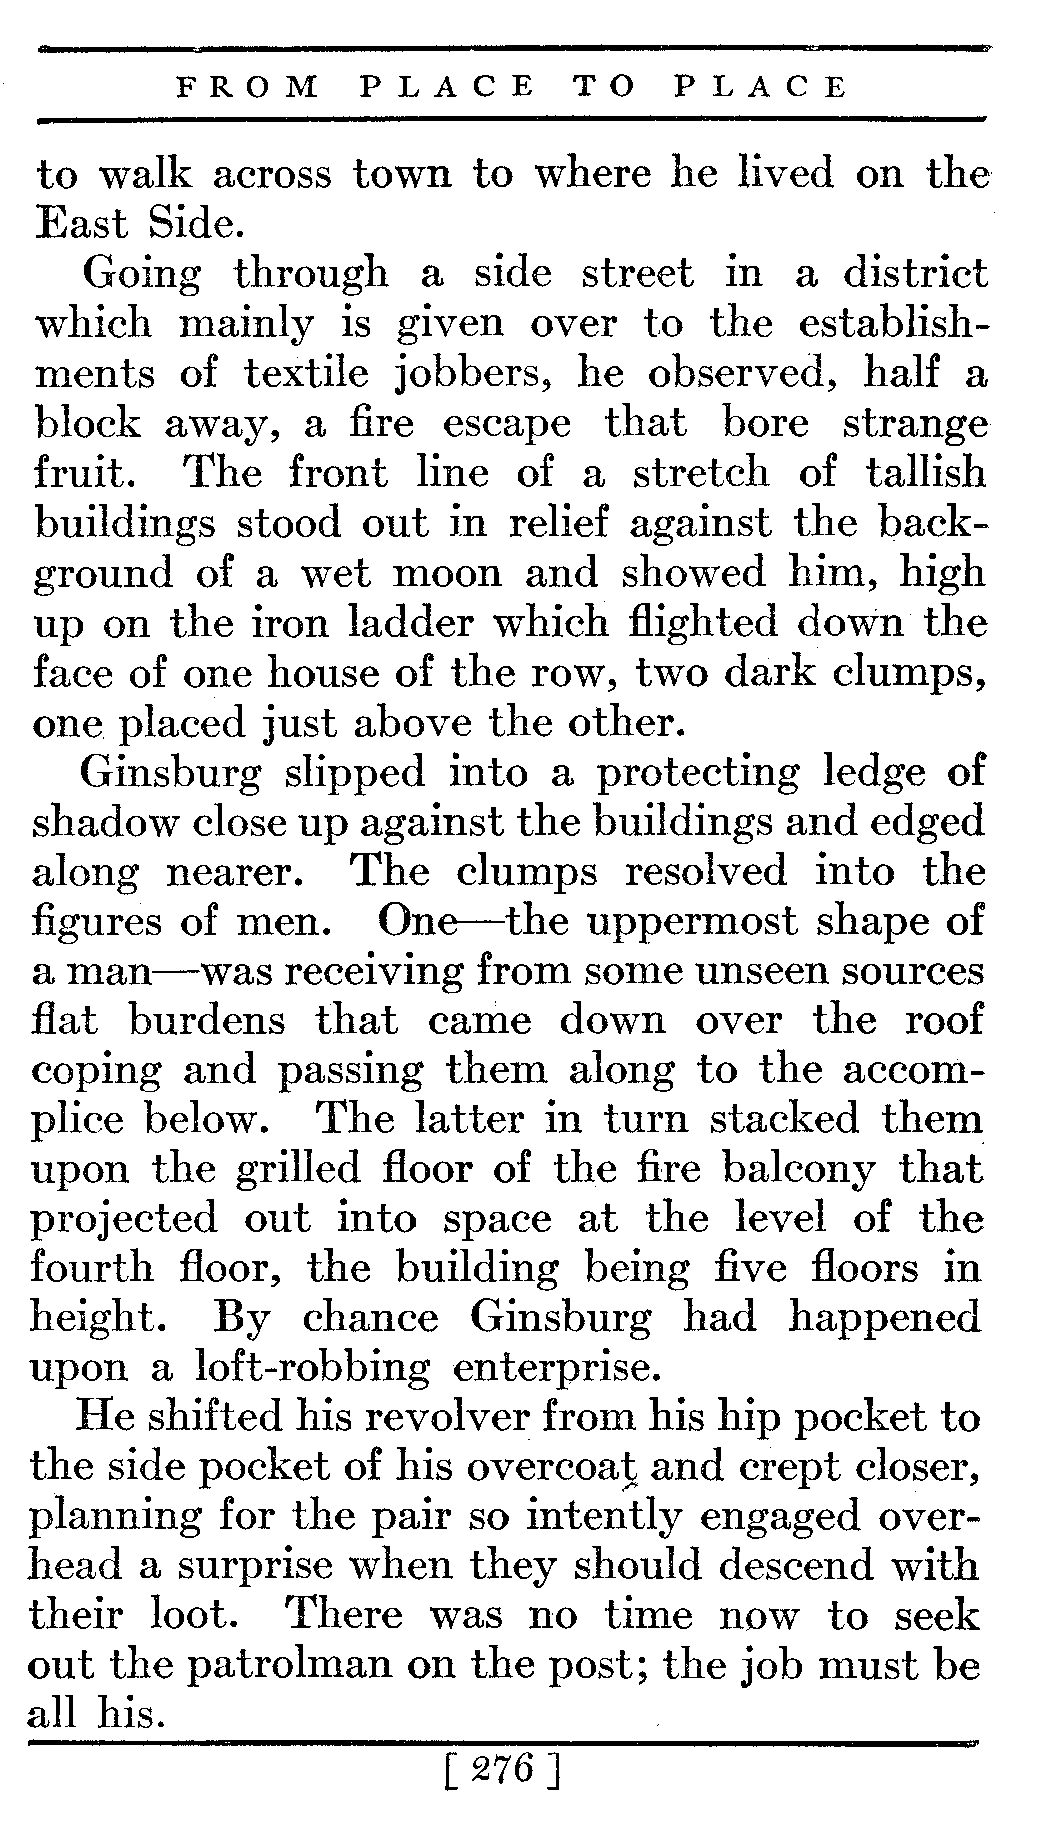 FROM PLACE TO PLACE
to walk across town to where he lived on the
East Side.
Going through a side street in a district
which mainly is given over to the establish-
ments of textile jobbers, he observed, half a
block away, a fire escape that bore strange
fruit. The front line of a stretch of tallish
buildings stood out in relief against the back-
ground of a wet moon and showed him, high
up on the iron ladder which flighted down the
face of one house of the row, two dark clumps,
one placed just above the other.
Ginsburg slipped into a protecting ledge of
shadow close up against the buildings and edged
along nearer. The clumps resolved into the
figures of men. One—the uppermost shape of
a man—was receiving from some unseen sources
flat burdens that came down over the roof
coping and passing them along to the accom-
plice below. The latter in turn stacked them
upon the grilled floor of the fire balcony that
projected out into space at the level of the
fourth floor, the building being five floors in
height. By chance Ginsburg had happened
upon a loft-robbing enterprise.
He shifted his revolver from his hip pocket to
the side pocket of his overcoat and crept closer,
planning for the pair so intently engaged over-
head a surprise when they should descend with
their loot. There was no time now to seek
out the patrolman on the post; the job must be
all his.
[ 276 ]